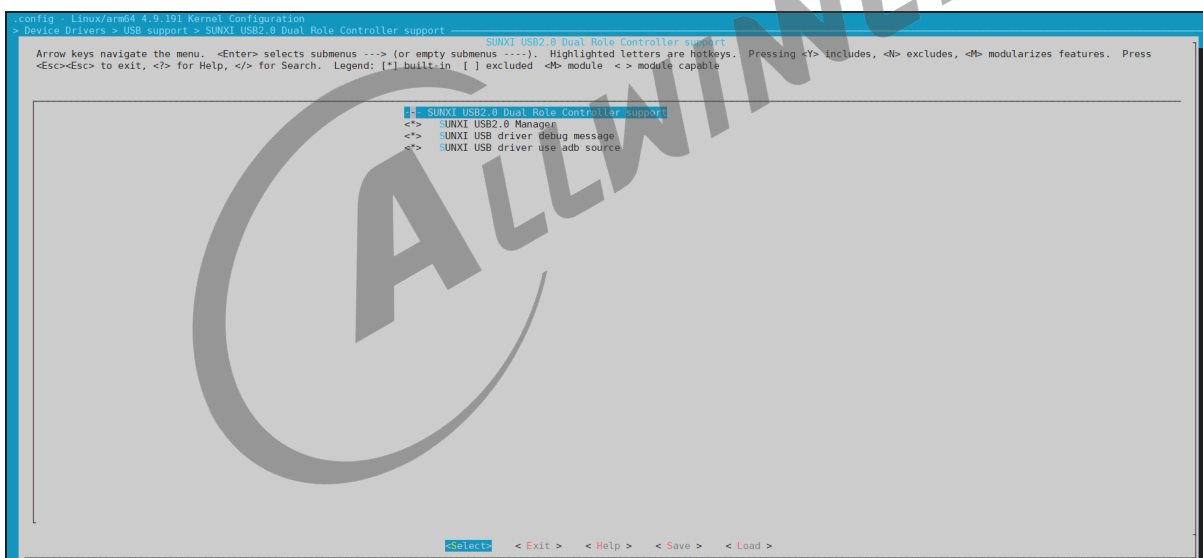 .config - Linux/arm64 4.9.191 Kernel Configuration
> Device Drivers > USB support > SUNXI USB2.0 Dual Role Controller support
SUNXI USB2.0 Dual Role Controller support
Arrow keys navigate the menu.  <Enter> selects submenus ---> (or empty submenus ----).  Highlighted letters are hotkeys.  Pressing <Y> includes, <N> excludes, <M> modularizes features.  Press
<Esc><Esc> to exit, <?> for Help, </> for Search.  Legend: [*] built-in  [ ] excluded  <M> module  < > module capable
--- SUNXI USB2.0 Dual Role Controller support
<*>   SUNXI USB2.0 Manager
<*>   SUNXI USB driver debug message
<*>   SUNXI USB driver use adb source
<Select>    < Exit >    < Help >    < Save >    < Load >